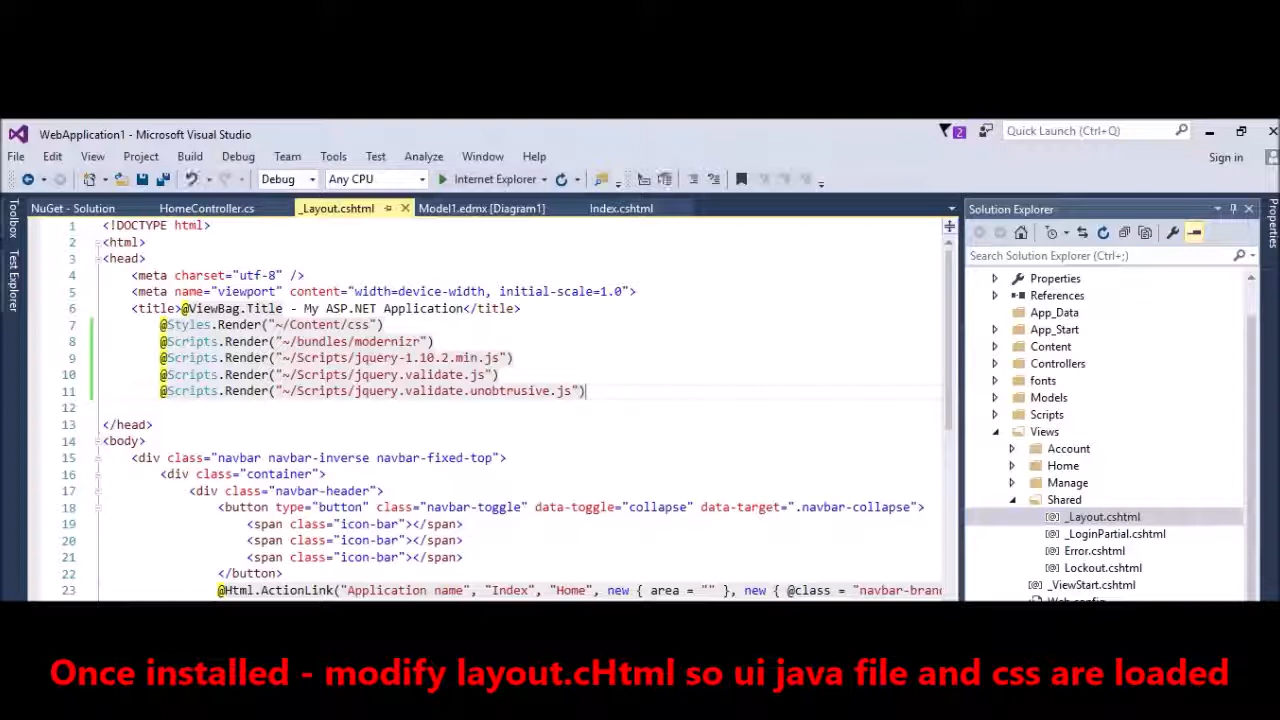 WebApplication1 - Microsoft Visual Studio
2
Quick Launch (Ctrl+Q)
File Edit View Project Build Debug Team Tools Test Analyze Window Help
Sign in
Debug Any CPU Internet Explorer
Toolbox
Test Explorer
NuGet - Solution HomeController.cs _Layout.cshtml Model1.edmx [Diagram1] Index.cshtml
1 <!DOCTYPE html>
2 <html>
3 <head>
4 <meta charset="utf-8" />
5 <meta name="viewport" content="width=device-width, initial-scale=1.0">
6 <title>@ViewBag.Title - My ASP.NET Application</title>
7 @Styles.Render("~/Content/css")
8 @Scripts.Render("~/bundles/modernizr")
9 @Scripts.Render("~/Scripts/jquery-1.10.2.min.js")
10 @Scripts.Render("~/Scripts/jquery.validate.js")
11 @Scripts.Render("~/Scripts/jquery.validate.unobtrusive.js")
12
13 </head>
14 <body>
15 <div class="navbar navbar-inverse navbar-fixed-top">
16 <div class="container">
17 <div class="navbar-header">
18 <button type="button" class="navbar-toggle" data-toggle="collapse" data-target=".navbar-collapse">
19 <span class="icon-bar"></span>
20 <span class="icon-bar"></span>
21 <span class="icon-bar"></span>
22 </button>
23 @Html.ActionLink("Application name", "Index", "Home", new { area = "" }, new { @class = "navbar-bran
Solution Explorer
Search Solution Explorer (Ctrl+;)
Properties
References
App_Data
App_Start
Content
Controllers
fonts
Models
Scripts
Views
Account
Home
Manage
Shared
_Layout.cshtml
_LoginPartial.cshtml
Error.cshtml
Lockout.cshtml
_ViewStart.cshtml
Properties
Once installed - modify layout.cHtml so ui java file and css are loaded